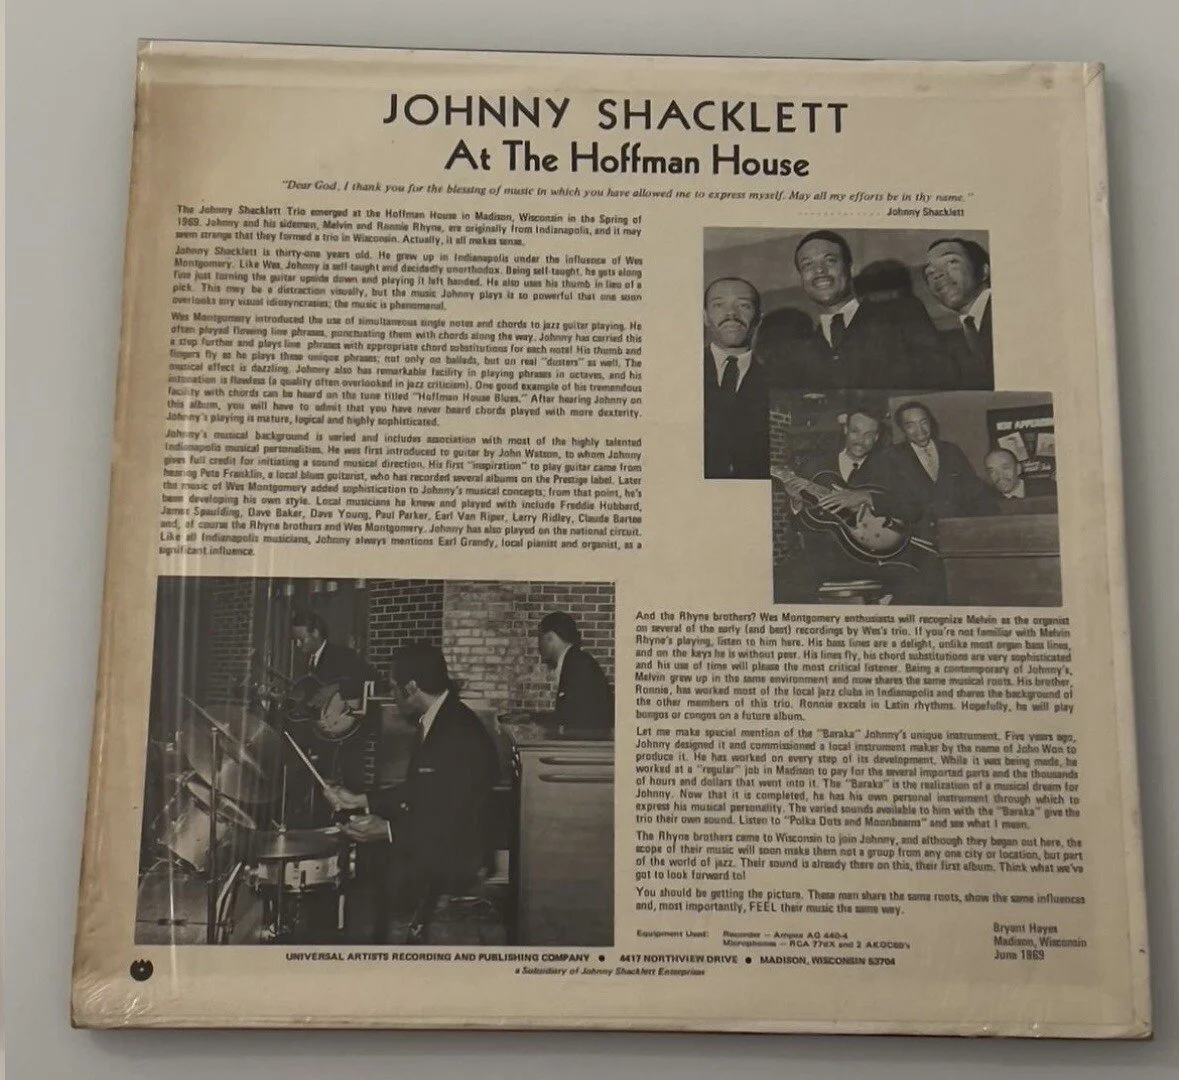 JOHNNY SHACKLETT
At The Hoffman House
"Dear God, I thank you for the blessing of music in which you have allowed me to express myself. May all my efforts be in thy name."
Johnny Shacklett
The Johnny Shacklett Trio emerged at the Hoffman House in Madison, Wisconsin in the Spring of
1969. Johnny and his sidemen, Melvin and Ronnie Rhyne, are originally from Indianapolis, and it may
seem strange that they formed a trio in Wisconsin. Actually, it all makes sense.
Johnny Shacklett is thirty-one years old. He grew up in Indianapolis under the influence of Wes
Montgomery. Like Wes, Johnny is self-taught and decidedly unorthodox. Being self-taught, he gets along
fine just turning the guitar upside down and playing it left handed. He also uses his thumb in lieu of a
pick. This may be a distraction visually, but the music Johnny plays is so powerful that one soon
overlooks any visual idiosyncrasies; the music is phenomenal.
Wes Montgomery introduced the use of simultaneous single notes and chords to jazz guitar playing. He
often played flowing line phrases, punctuating them with chords along the way. Johnny has carried this
a step further and plays line phrases with appropriate chord substitutions for each note! His thumb and
fingers fly as he plays these unique phrases; not only on ballads, but on real "dusters" as well. The
musical effect is dazzling. Johnny also has remarkable facility in playing phrases in octaves, and his
intonation is flawless (a quality often overlooked in jazz criticism). One good example of his tremendous
facility with chords can be heard on the tune titled "Hoffman House Blues." After hearing Johnny on
this album, you will have to admit that you have never heard chords played with more dexterity.
Johnny's playing is mature, logical and highly sophisticated.
Johnny's musical background is varied and includes association with most of the highly talented
Indianapolis musical personalities. He was first introduced to guitar by John Watson, to whom Johnny
gives full credit for initiating a sound musical direction. His first "inspiration" to play guitar came from
hearing Pete Franklin, a local blues guitarist, who has recorded several albums on the Prestige label. Later
the music of Wes Montgomery added sophistication to Johnny's musical concepts; from that point, he's
been developing his own style. Local musicians he knew and played with include Freddie Hubbard,
James Spaulding, Dave Baker, Dave Young, Paul Parker, Earl Van Riper, Larry Ridley, Claude Bartee
and, of course the Rhyne brothers and Wes Montgomery. Johnny has also played on the national circuit.
Like all Indianapolis musicians, Johnny always mentions Earl Grandy, local pianist and organist, as a
significant influence.
And the Rhyne brothers? Wes Montgomery enthusiasts will recognize Melvin as the organist
on several of the early (and best) recordings by Wes's trio. If you're not familiar with Melvin
Rhyne's playing, listen to him here. His bass lines are a delight, unlike most organ bass lines,
and on the keys he is without peer. His lines fly, his chord substitutions are very sophisticated
and his use of time will please the most critical listener. Being a contemporary of Johnny's,
Melvin grew up in the same environment and now shares the same musical roots. His brother,
Ronnie, has worked most of the local jazz clubs in Indianapolis and shares the background of
the other members of this trio. Ronnie excels in Latin rhythms. Hopefully, he will play
bongos or congos on a future album.
Let me make special mention of the "Baraka" Johnny's unique instrument. Five years ago,
Johnny designed it and commissioned a local instrument maker by the name of John Won to
produce it. He has worked on every step of its development. While it was being made, he
worked at a "regular" job in Madison to pay for the several imported parts and the thousands
of hours and dollars that went into it. The "Baraka" is the realization of a musical dream for
Johnny. Now that it is completed, he has his own personal instrument through which to
express his musical personality. The varied sounds available to him with the "Baraka" give the
trio their own sound. Listen to "Polka Dots and Moonbeams" and see what I mean.
The Rhyne brothers came to Wisconsin to join Johnny, and although they began out here, the
scope of their music will soon make them not a group from any one city or location, but part
of the world of jazz. Their sound is already there on this, their first album. Think what we've
got to look forward to!
You should be getting the picture. These men share the same roots, show the same influences
and, most importantly, FEEL their music the same way.
Equipment Used: Recorder – Ampex AG 440-4
Microphones – RCA 77dX and 2 AKGC60's
Bryant Hayes
Madison, Wisconsin
June 1969
UNIVERSAL ARTISTS RECORDING AND PUBLISHING COMPANY ● 4417 NORTHVIEW DRIVE ● MADISON, WISCONSIN 53704
a Subsidiary of Johnny Shacklett Enterprises